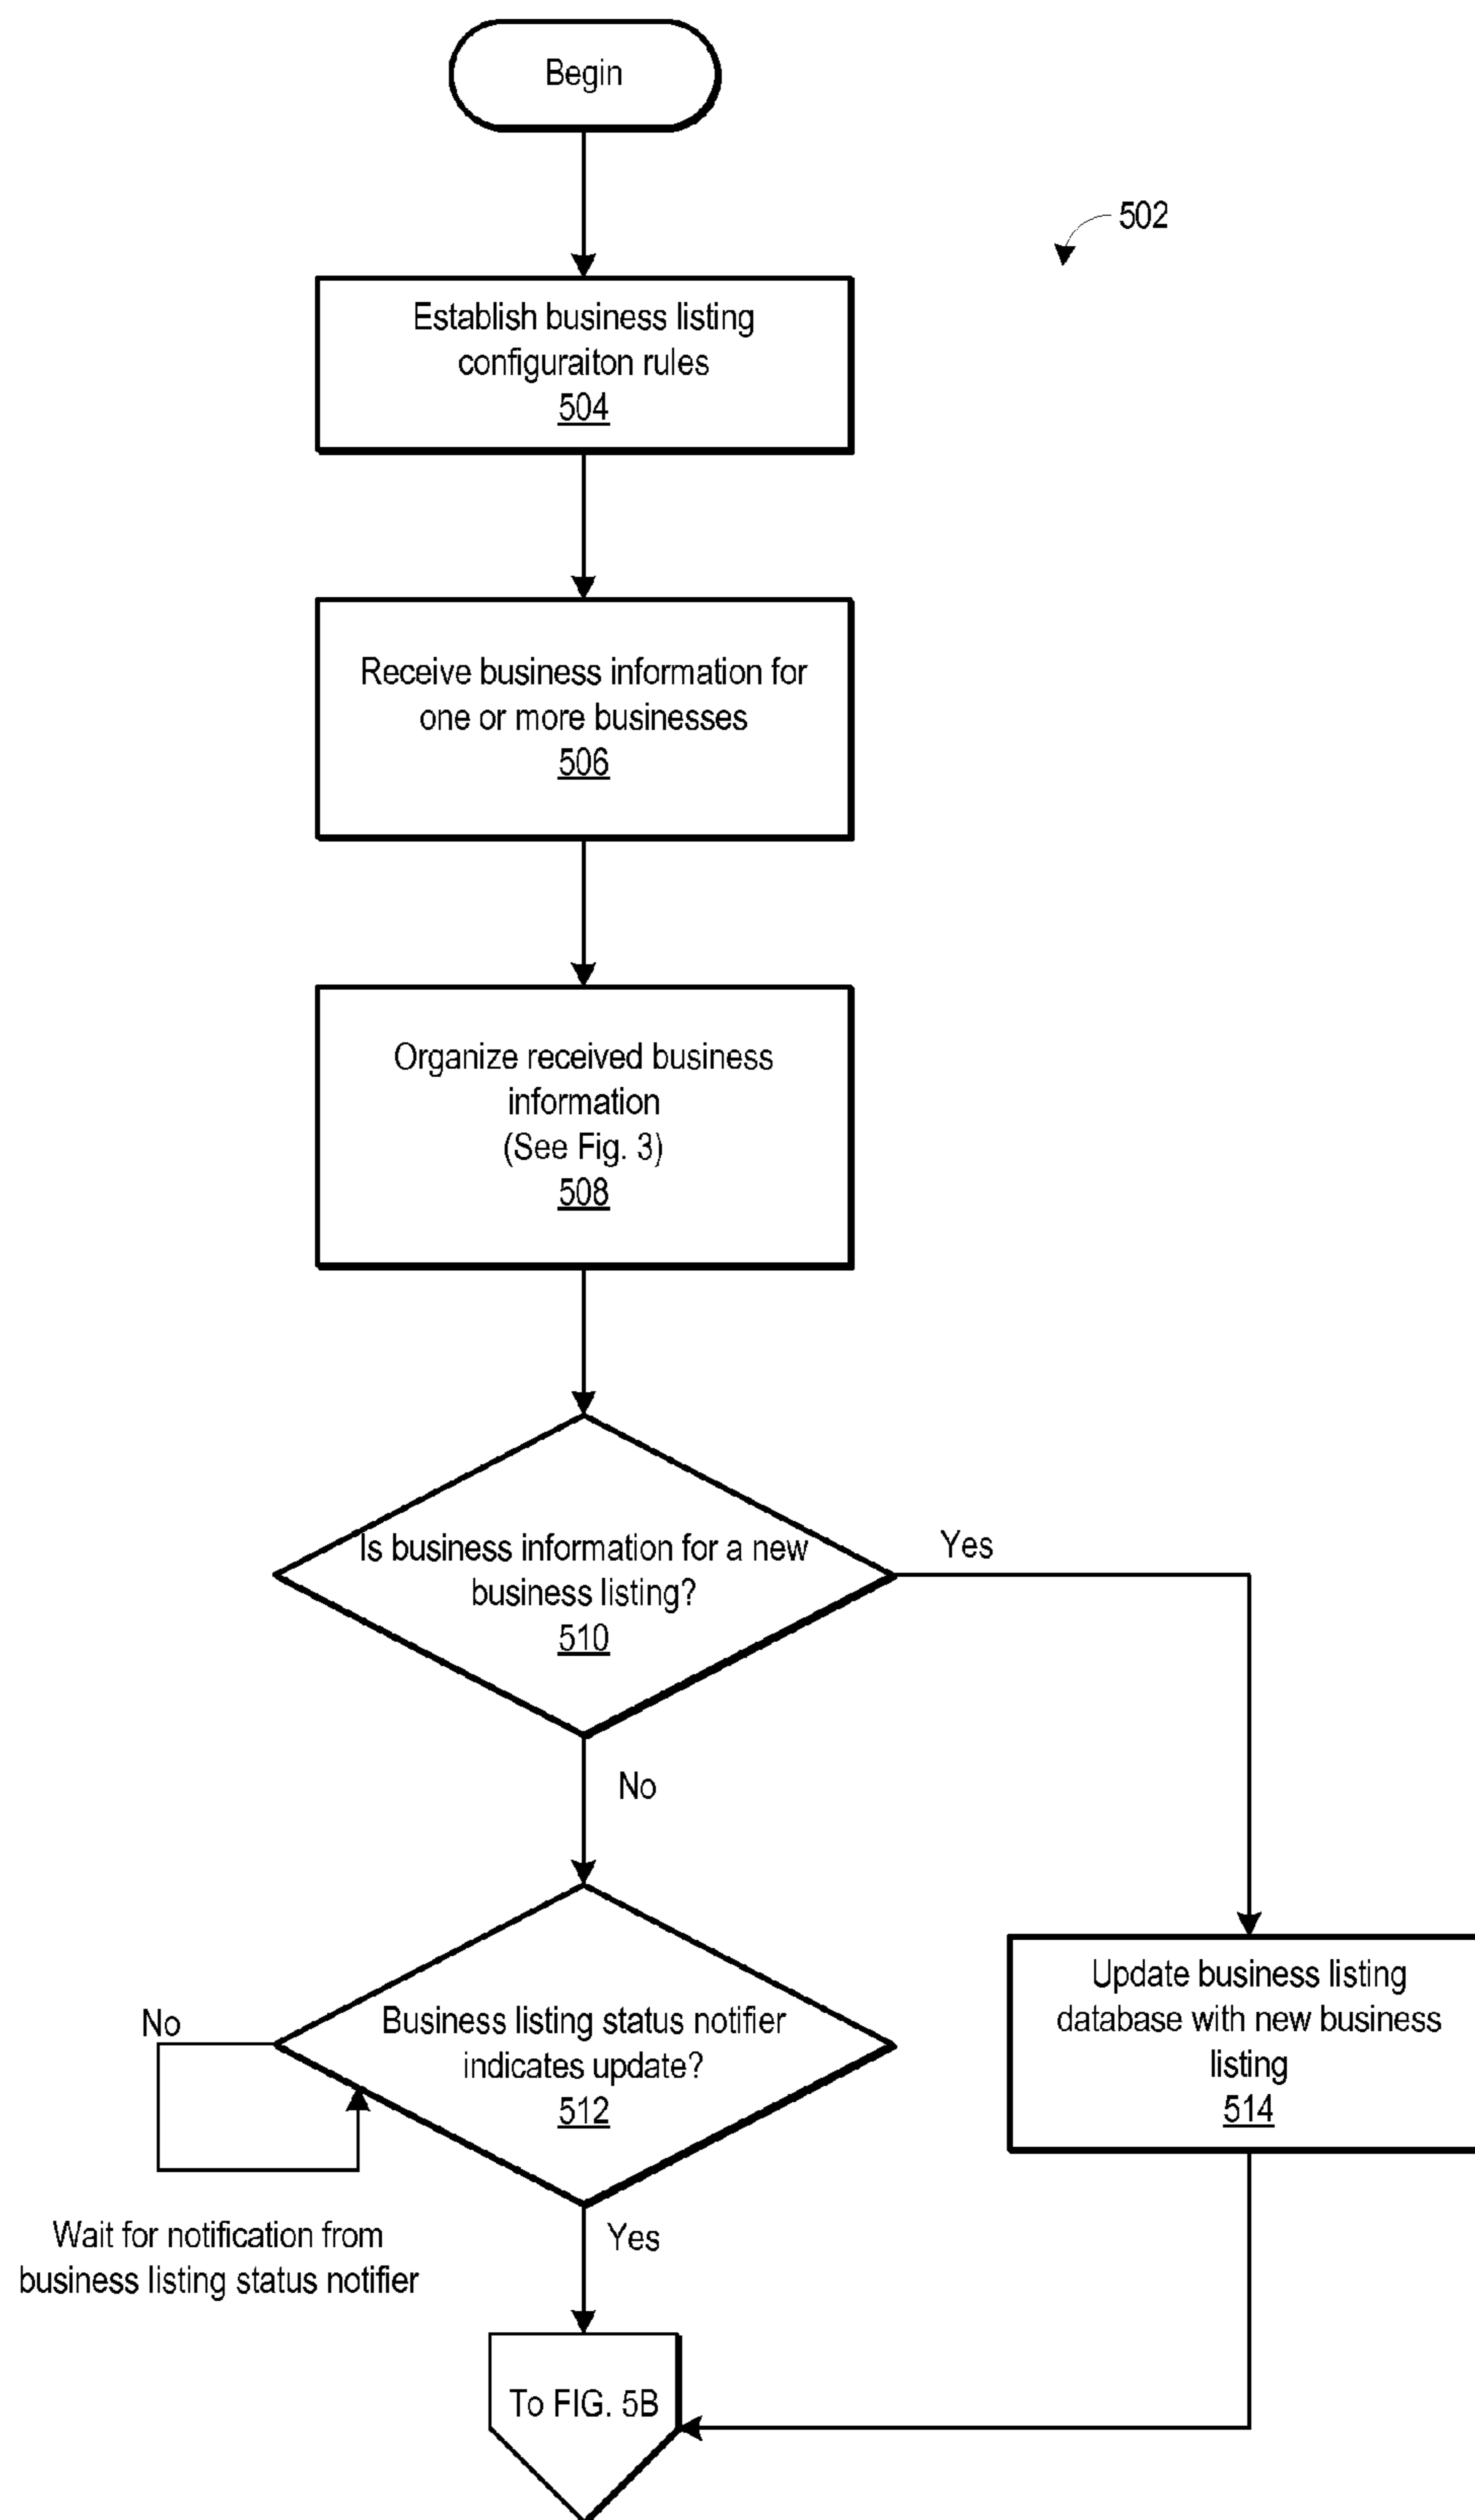 Begin
502
Establish business listing
configuraiton rules
504
Receive business information for
one or more businesses
506
Organize received business
information
(See Fig. 3)
508
Is business information for a new
business listing?
510
Yes
No
Business listing status notifier
indicates update?
512
No
Wait for notification from
business listing status notifier
Yes
Update business listing
database with new business
listing
514
To FIG. 5B